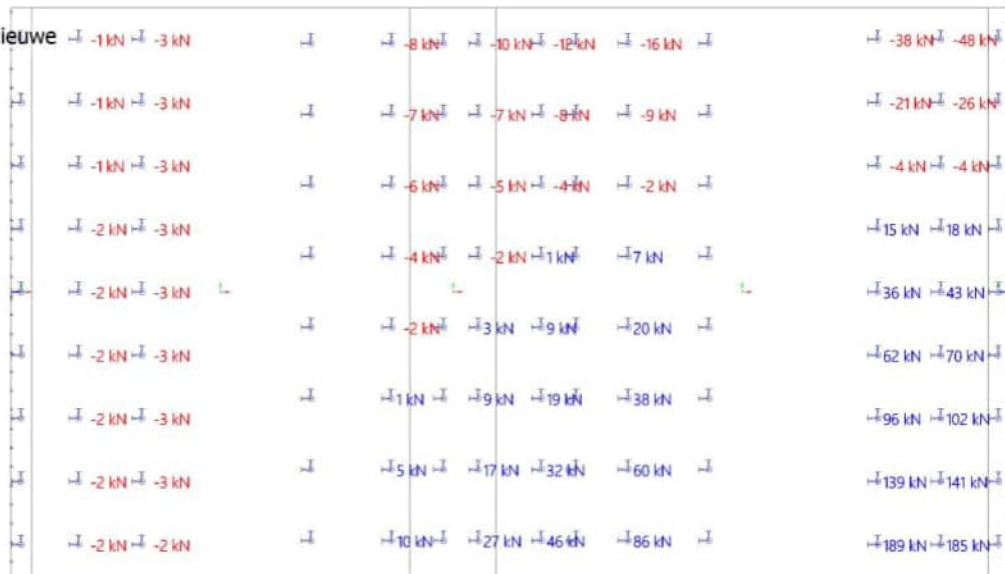 ieuwe -1 kN -3 kN -8 kN -10 kN -12 kN -16 kN -38 kN -48 kN
-1 kN -3 kN -7 kN -7 kN -8 kN -9 kN -21 kN -26 kN
-1 kN -3 kN -6 kN -5 kN -4 kN -2 kN -4 kN -4 kN
-2 kN -3 kN -4 kN -2 kN 1 kN 7 kN 15 kN 18 kN
-2 kN -3 kN 36 kN 43 kN
-2 kN -3 kN -2 kN 3 kN 9 kN 20 kN 62 kN 70 kN
-2 kN -3 kN 1 kN 9 kN 19 kN 38 kN 96 kN 102 kN
-2 kN -3 kN 5 kN 17 kN 32 kN 60 kN 139 kN 141 kN
-2 kN -2 kN 10 kN 27 kN 46 kN 86 kN 189 kN 185 kN